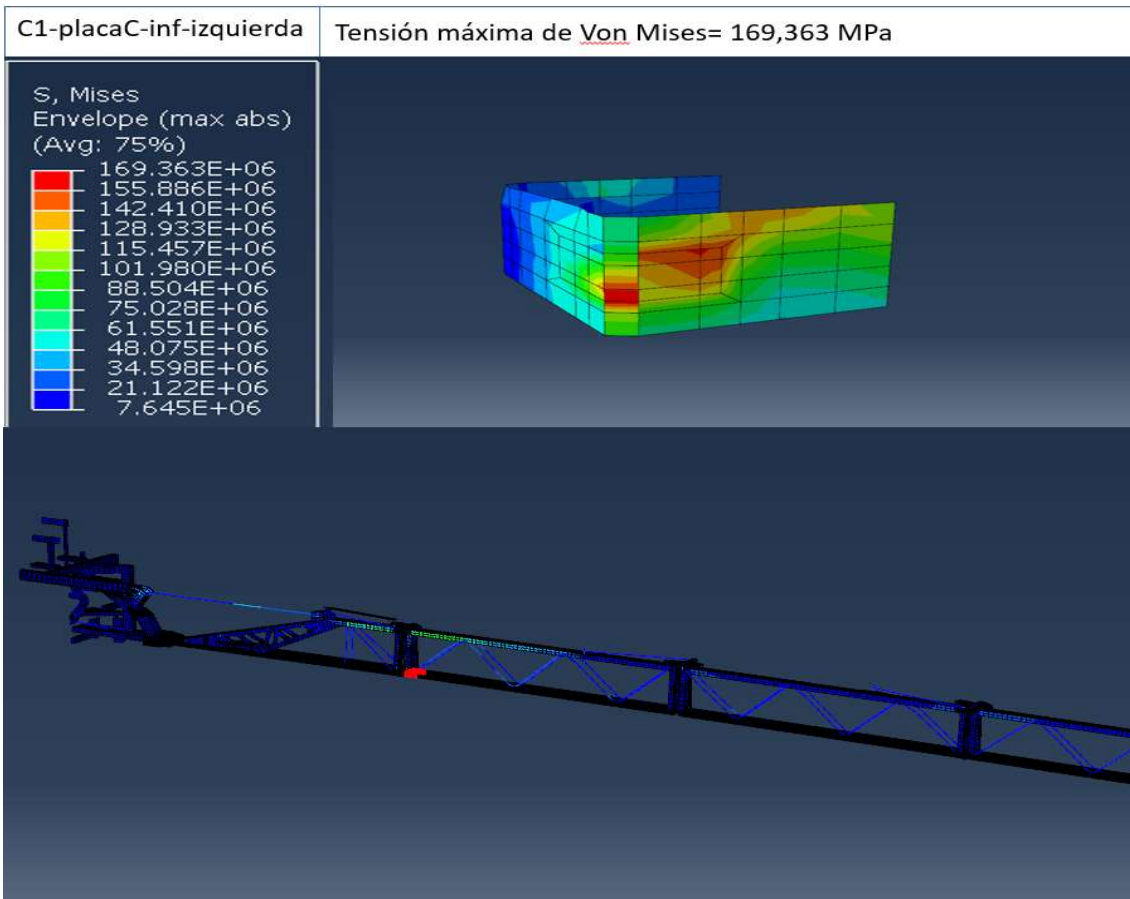 C1-placaC-inf-izquierda
Tensión máxima de Von Mises= 169,363 MPa
S, Mises
Envelope (max abs)
(Avg: 75%)
169.363E+06
155.886E+06
142.410E+06
128.933E+06
115.457E+06
101.980E+06
88.504E+06
75.028E+06
61.551E+06
48.075E+06
34.598E+06
21.122E+06
7.645E+06